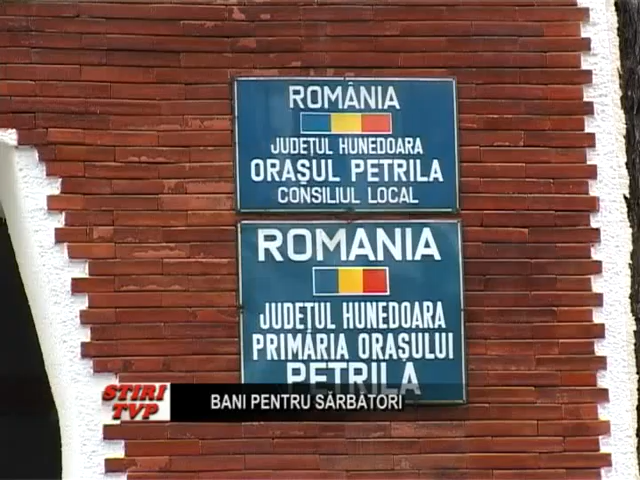 ROMÂNIA
JUDEȚUL HUNEDOARA
ORAȘUL PETRILA
CONSILIUL LOCAL
ROMANIA
JUDEȚUL HUNEDOARA
PRIMĂRIA ORAȘULUI
PETRILA
STIRI
TVP
BANI PENTRU SĂRBĂTORI